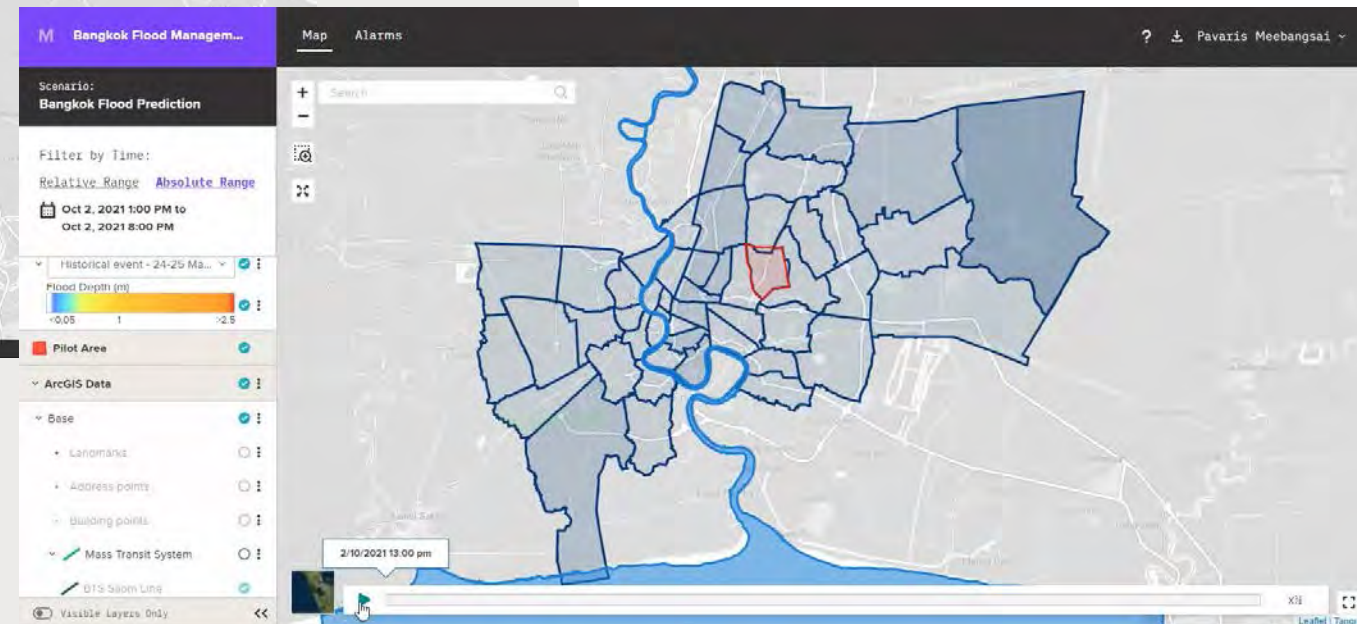 M Bangkok Flood Managem...
Map Alarms
? Pavaris Meebangsai
Scenario:
Bangkok Flood Prediction
Search
Filter by Time:
Relative Range Absolute Range
Oct 2, 2021 1:00 PM to
Oct 2, 2021 8:00 PM
Historical event - 24-25 Ma...
Flood Depth (m)
<0.05 1 >2.5
Pilot Area
ArcGIS Data
Base
Landmarks
Address points
Building points
Mass Transit System
2/10/2021 13:00 pm
Visible Layers Only <<
Leaflet